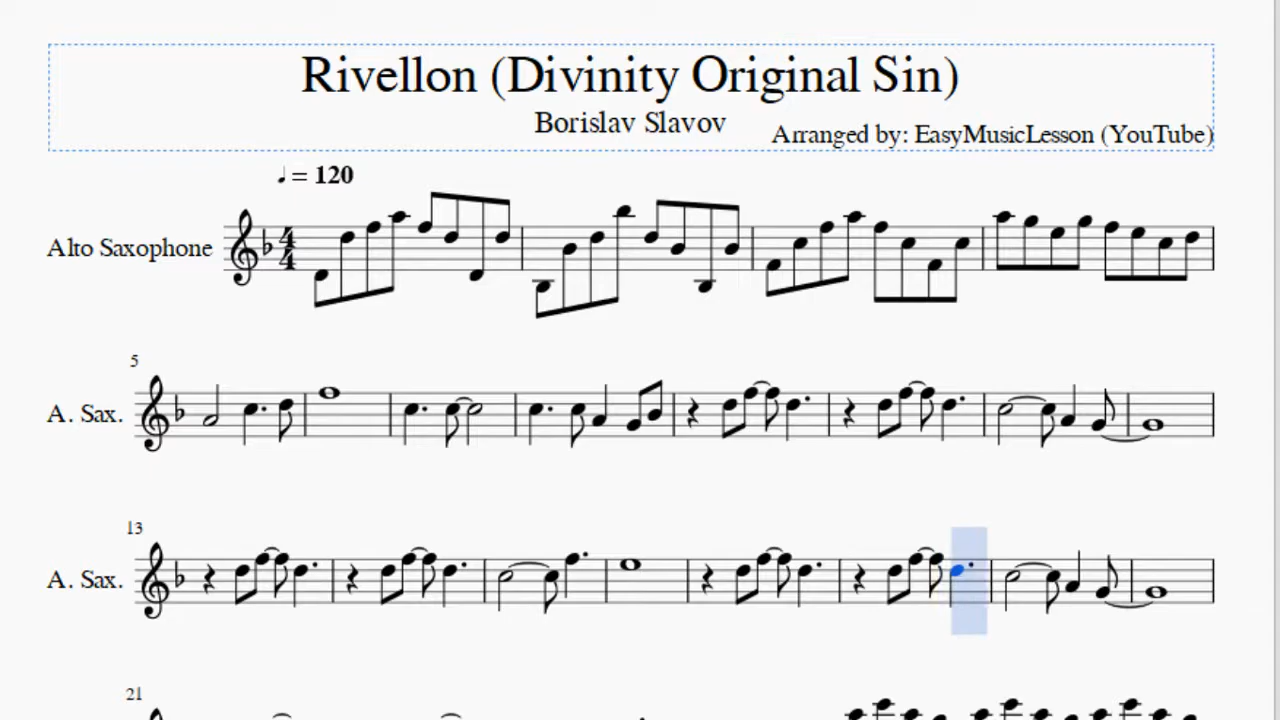 Rivellon (Divinity Original Sin)
Borislav Slavov
Arranged by: EasyMusicLesson (YouTube)
♩ = 120
Alto Saxophone
4
4
5
A. Sax.
13
A. Sax.
21